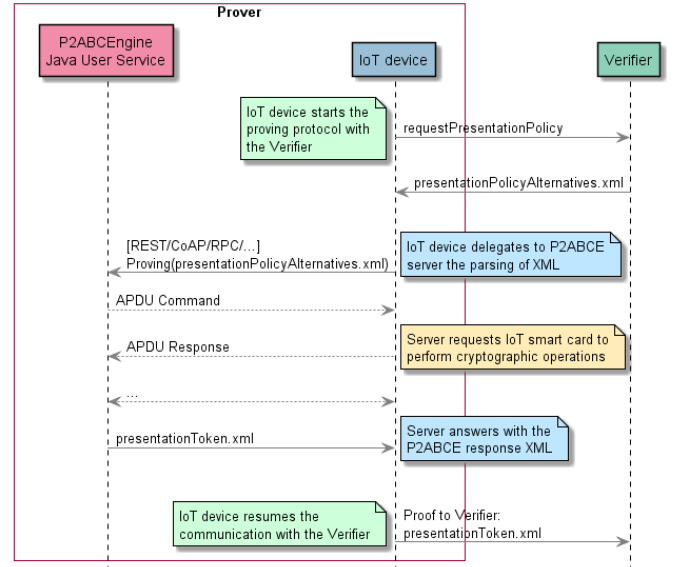 Prover
P2ABCEngine
Java User Service
IoT device
Verifier
IoT device starts the
proving protocol with
the Verifier
requestPresentationPolicy
presentationPolicyAlternatives.xml
[REST/CoAP/RPC/...]
Proving(presentationPolicyAlternatives.xml)
IoT device delegates to P2ABCE
server the parsing of XML
APDU Command
APDU Response
Server requests IoT smart card to
perform cryptographic operations
...
presentationToken.xml
Server answers with the
P2ABCE response XML
IoT device resumes the
communication with the Verifier
Proof to Verifier:
presentationToken.xml